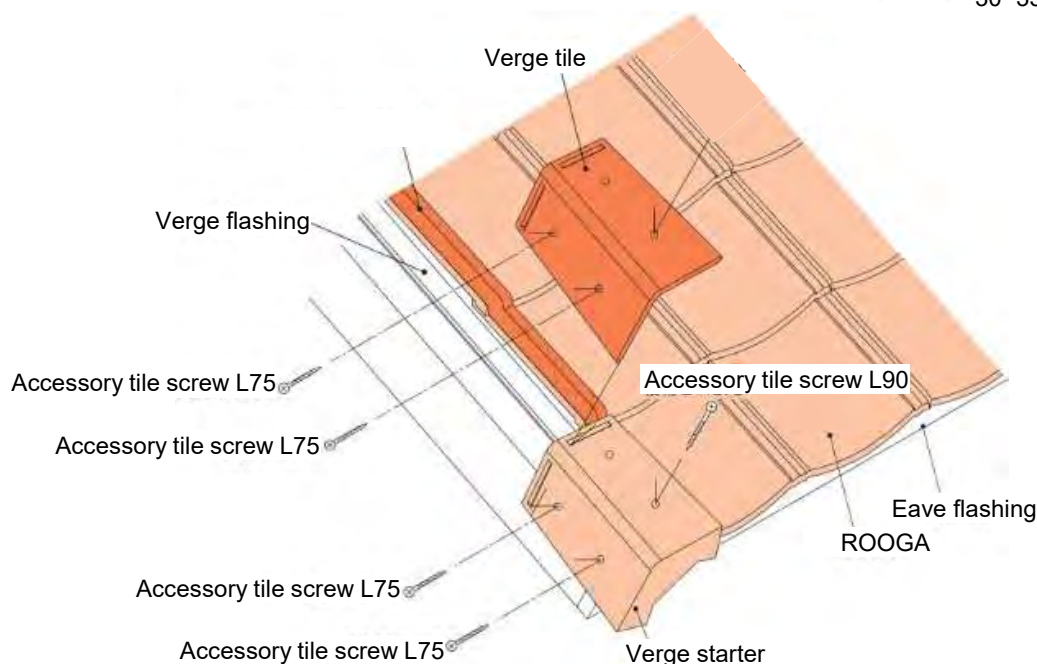 Verge tile
Verge flashing
Accessory tile screw L75
Accessory tile screw L90
Accessory tile screw L75
Eave flashing
ROOGA
Accessory tile screw L75
Accessory tile screw L75
Verge starter